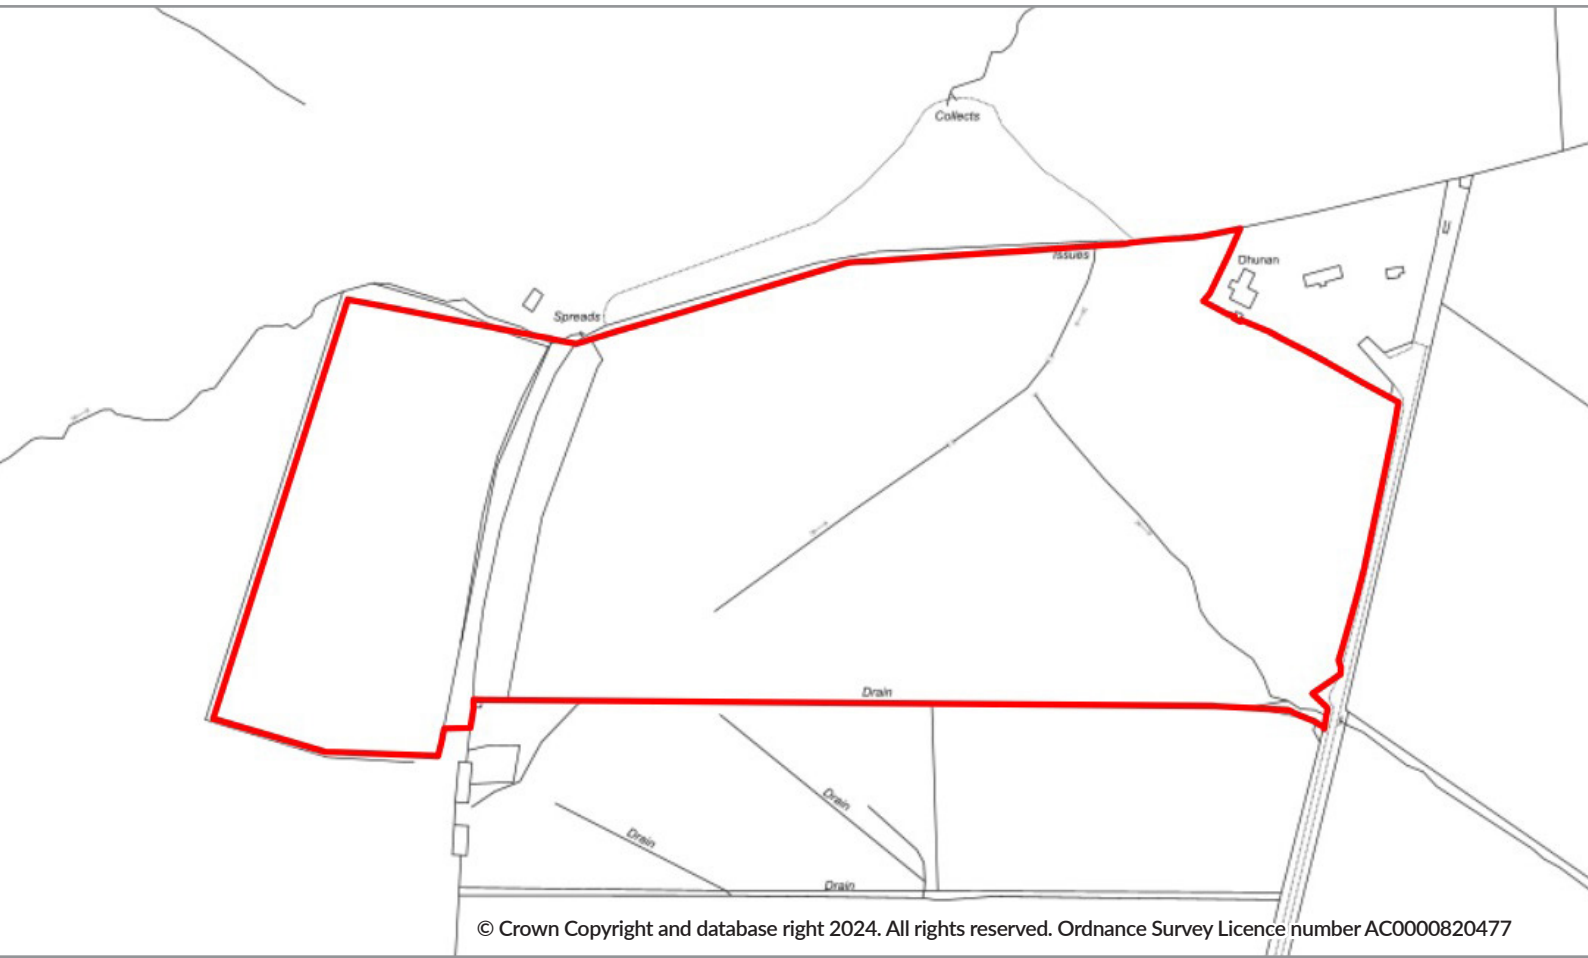 Collects
Issues
Dhunan
Spreads
Drain
Drain
Drain
Drain
© Crown Copyright and database right 2024. All rights reserved. Ordnance Survey Licence number AC0000820477